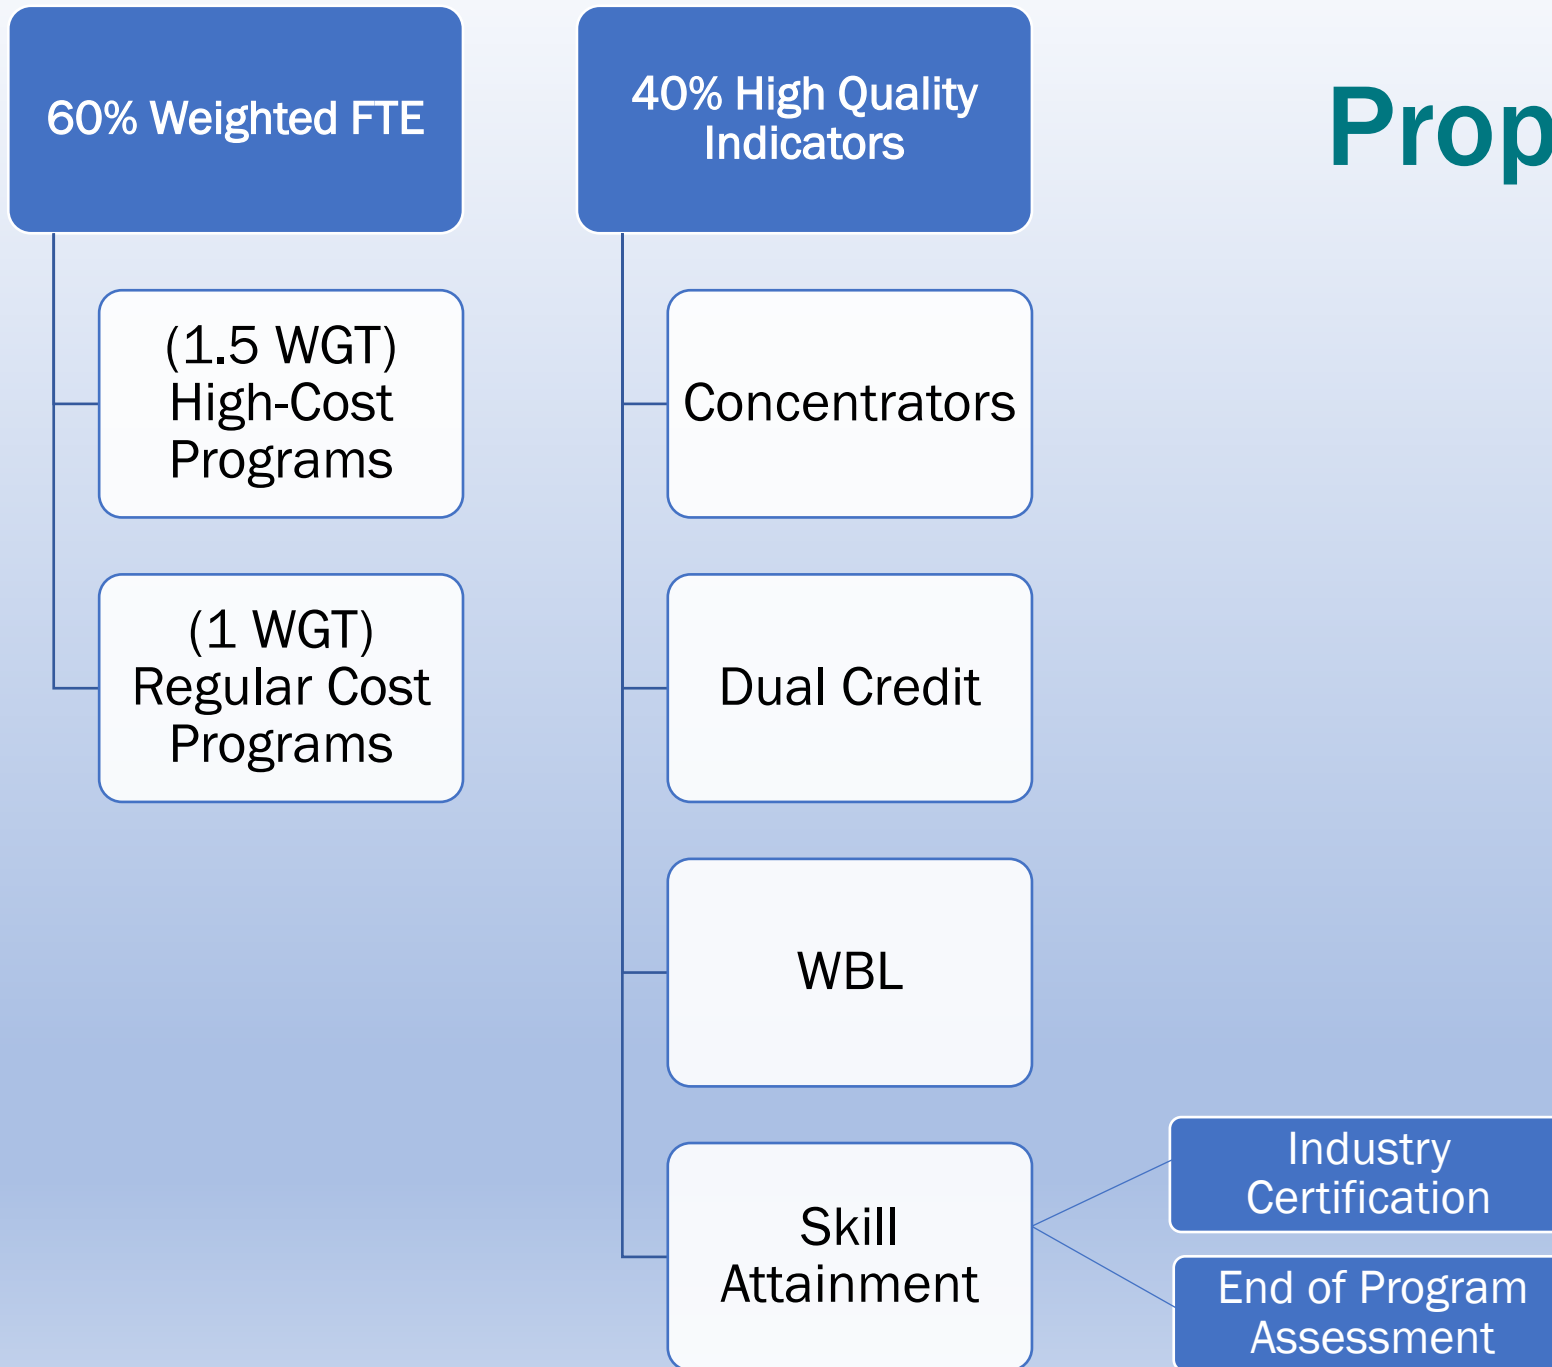 60% Weighted FTE
(1.5 WGT)
High-Cost
Programs
(1 WGT)
Regular Cost
Programs
40% High Quality
Indicators
Concentrators
Dual Credit
WBL
Skill
Attainment
Industry
Certification
End of Program
Assessment
Prop